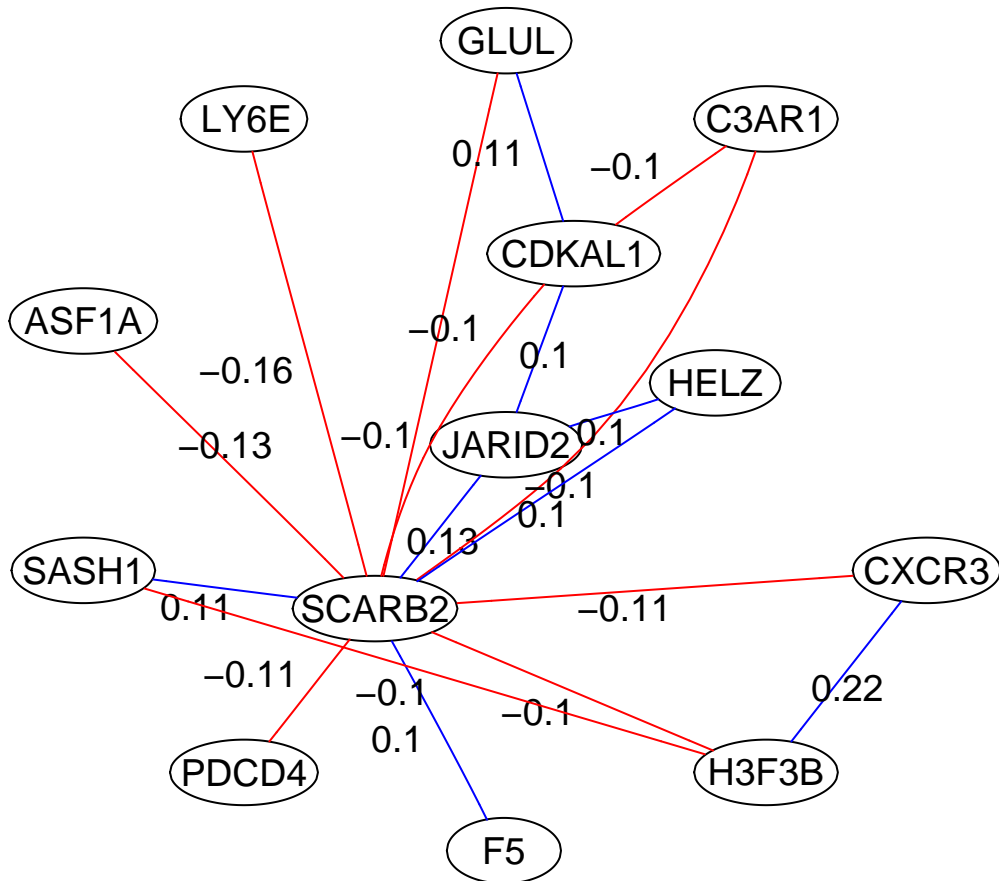 GLUL
LY6E
C3AR1
0.11
−0.1
CDKAL1
ASF1A
−0.1
0.1
−0.16
HELZ
−0.13
−0.1
JARID2
0.1
−0.1
0.1
0.13
SASH1
CXCR3
0.11
SCARB2
−0.11
−0.11
−0.1
−0.1
0.22
0.1
PDCD4
H3F3B
F5